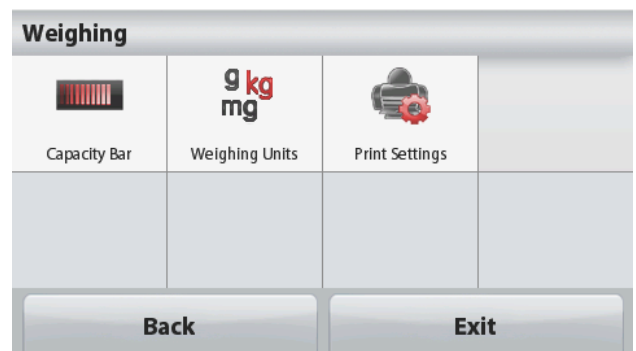 Weighing
g kg
mg
Capacity Bar
Weighing Units
Print Settings
Back
Exit